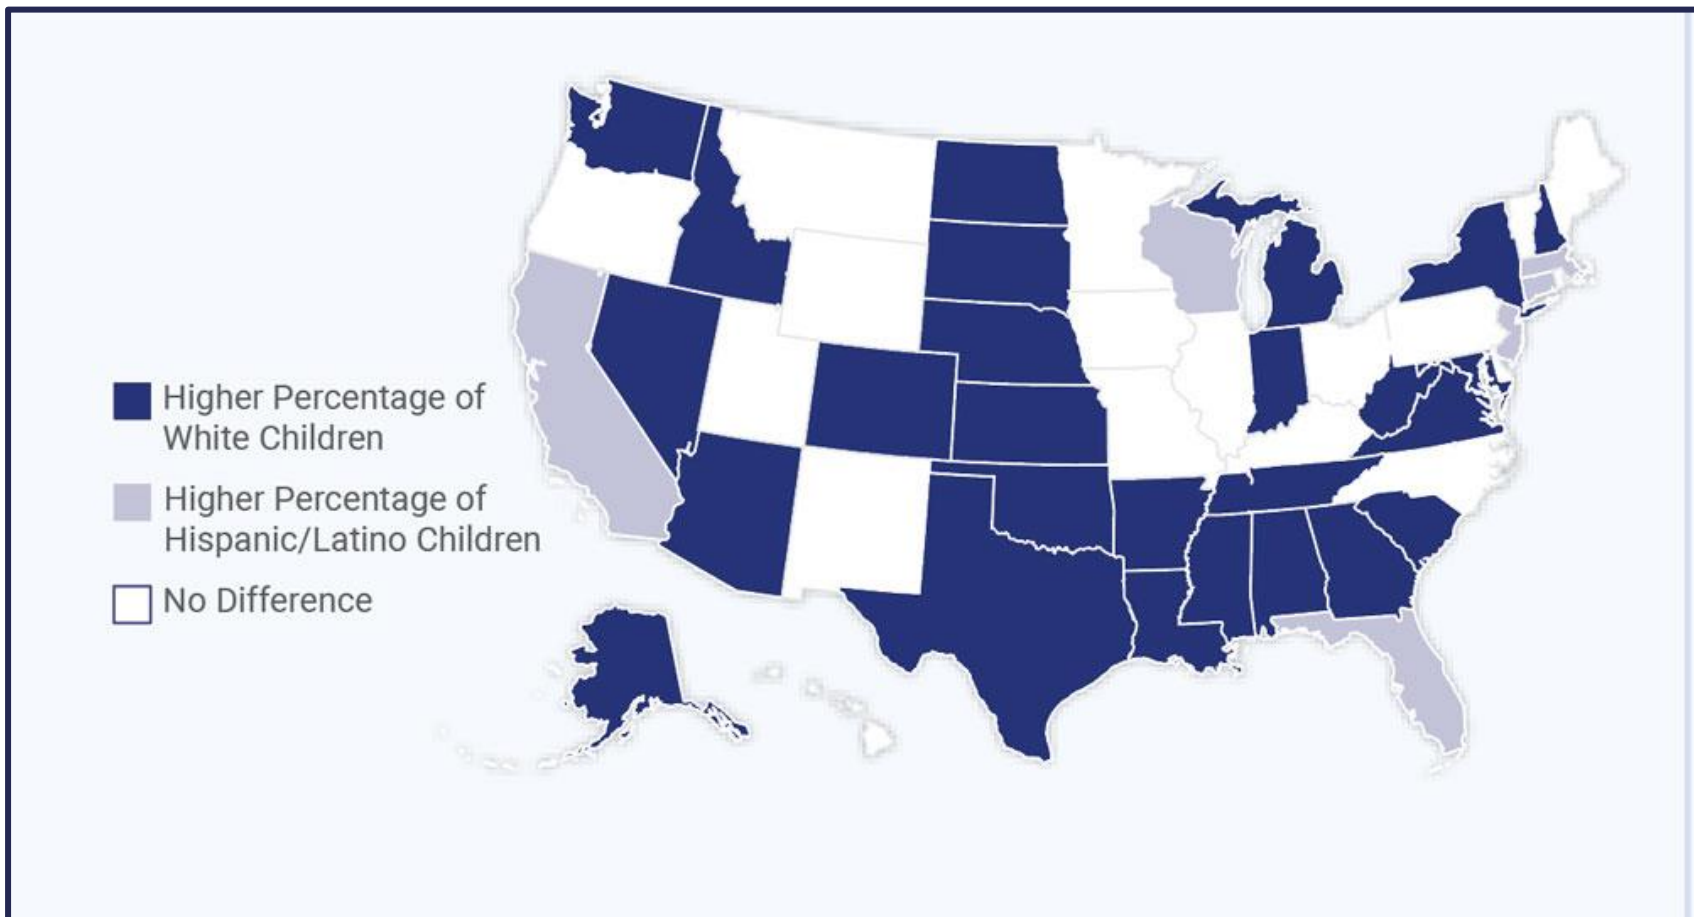 Higher Percentage of
White Children
Higher Percentage of
Hispanic/Latino Children
No Difference